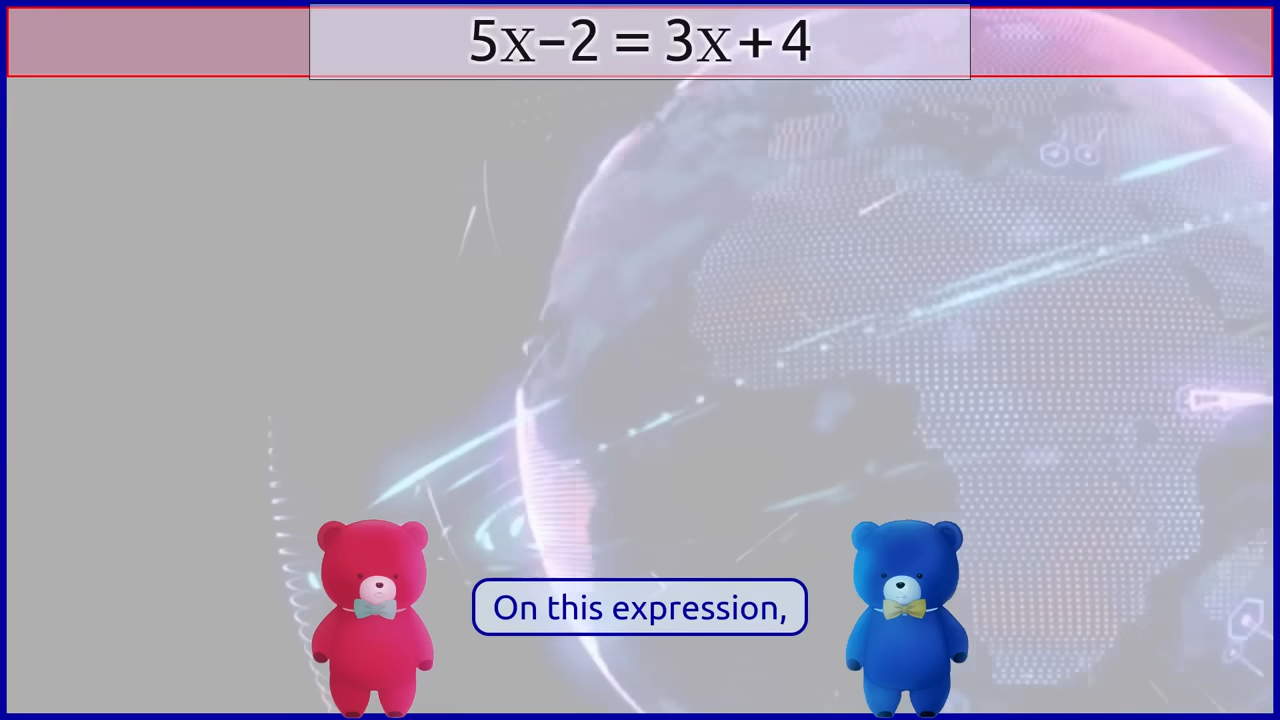 5x−2 = 3x+4
On this expression,